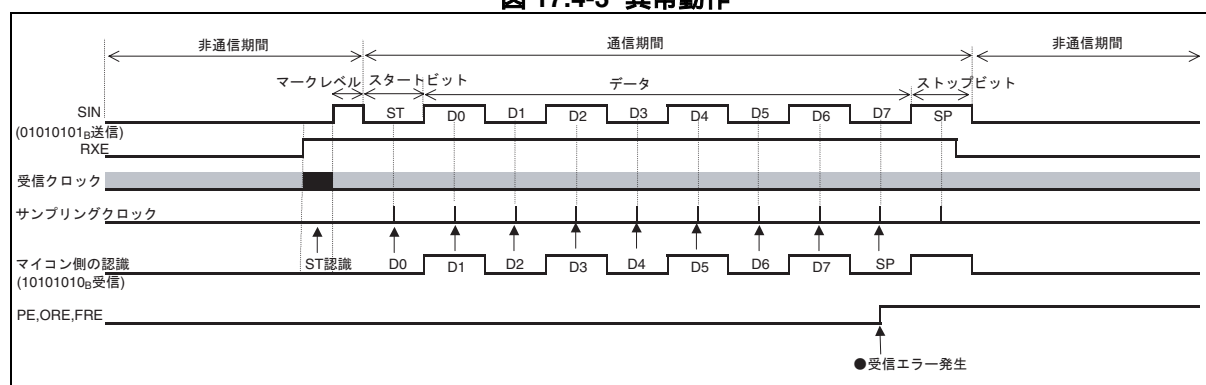 図 17.4-3 異常動作
非通信期間 通信期間 非通信期間
マークレベル スタートビット データ ストップビット
SIN ST D0 D1 D2 D3 D4 D5 D6 D7 SP
(01010101B送信)
RXE
受信クロック
サンプリングクロック
マイコン側の認識 ST認識 D0 D1 D2 D3 D4 D5 D6 D7 SP
(10101010B受信)
PE,ORE,FRE
●受信エラー発生